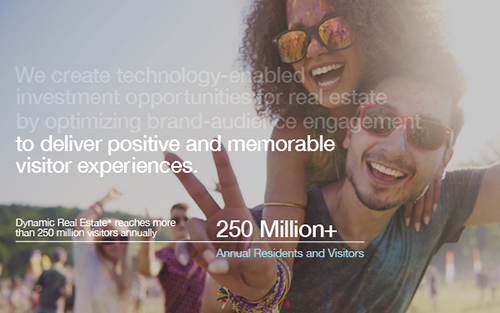 We create technology-enabled
investment opportunities for real estate
by optimizing brand-audience engagement
to deliver positive and memorable
visitor experiences.
Dynamic Real Estate* reaches more
than 250 million visitors annually
250 Million+
Annual Residents and Visitors